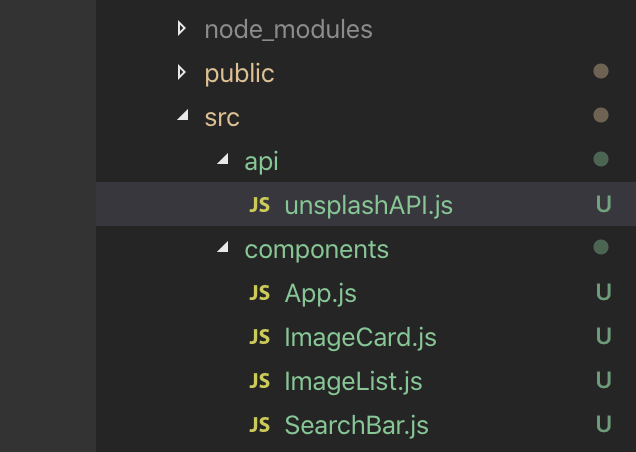 node_modules
public
src
api
JS unsplashAPI.js U
components
JS App.js U
JS ImageCard.js U
JS ImageList.js U
JS SearchBar.js U